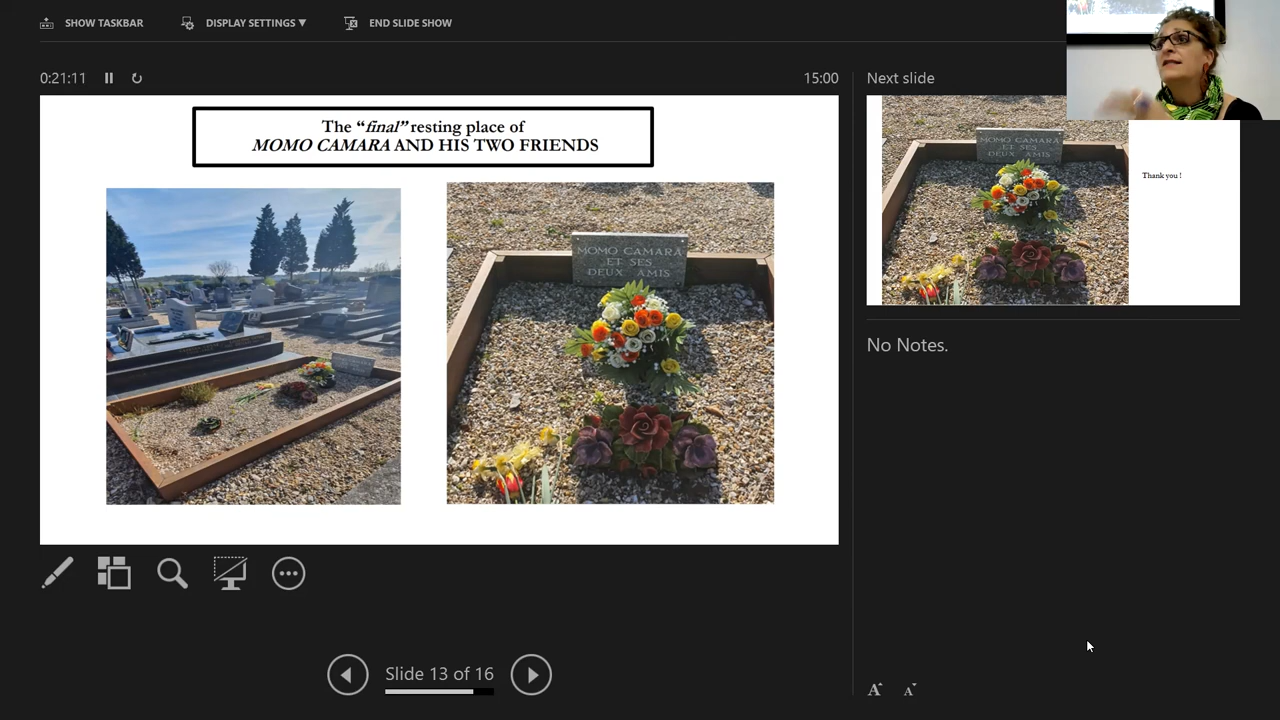 SHOW TASKBAR
DISPLAY SETTINGS ▼
END SLIDE SHOW
0:21:11
15:00
The “final” resting place of
MOMO CAMARA AND HIS TWO FRIENDS
MOMO CAMARA
ET SES
DEUX AMIS
Slide 13 of 16
Next slide
MOMO CAMARA
ET SES
DEUX AMIS
Thank you !
No Notes.
A A